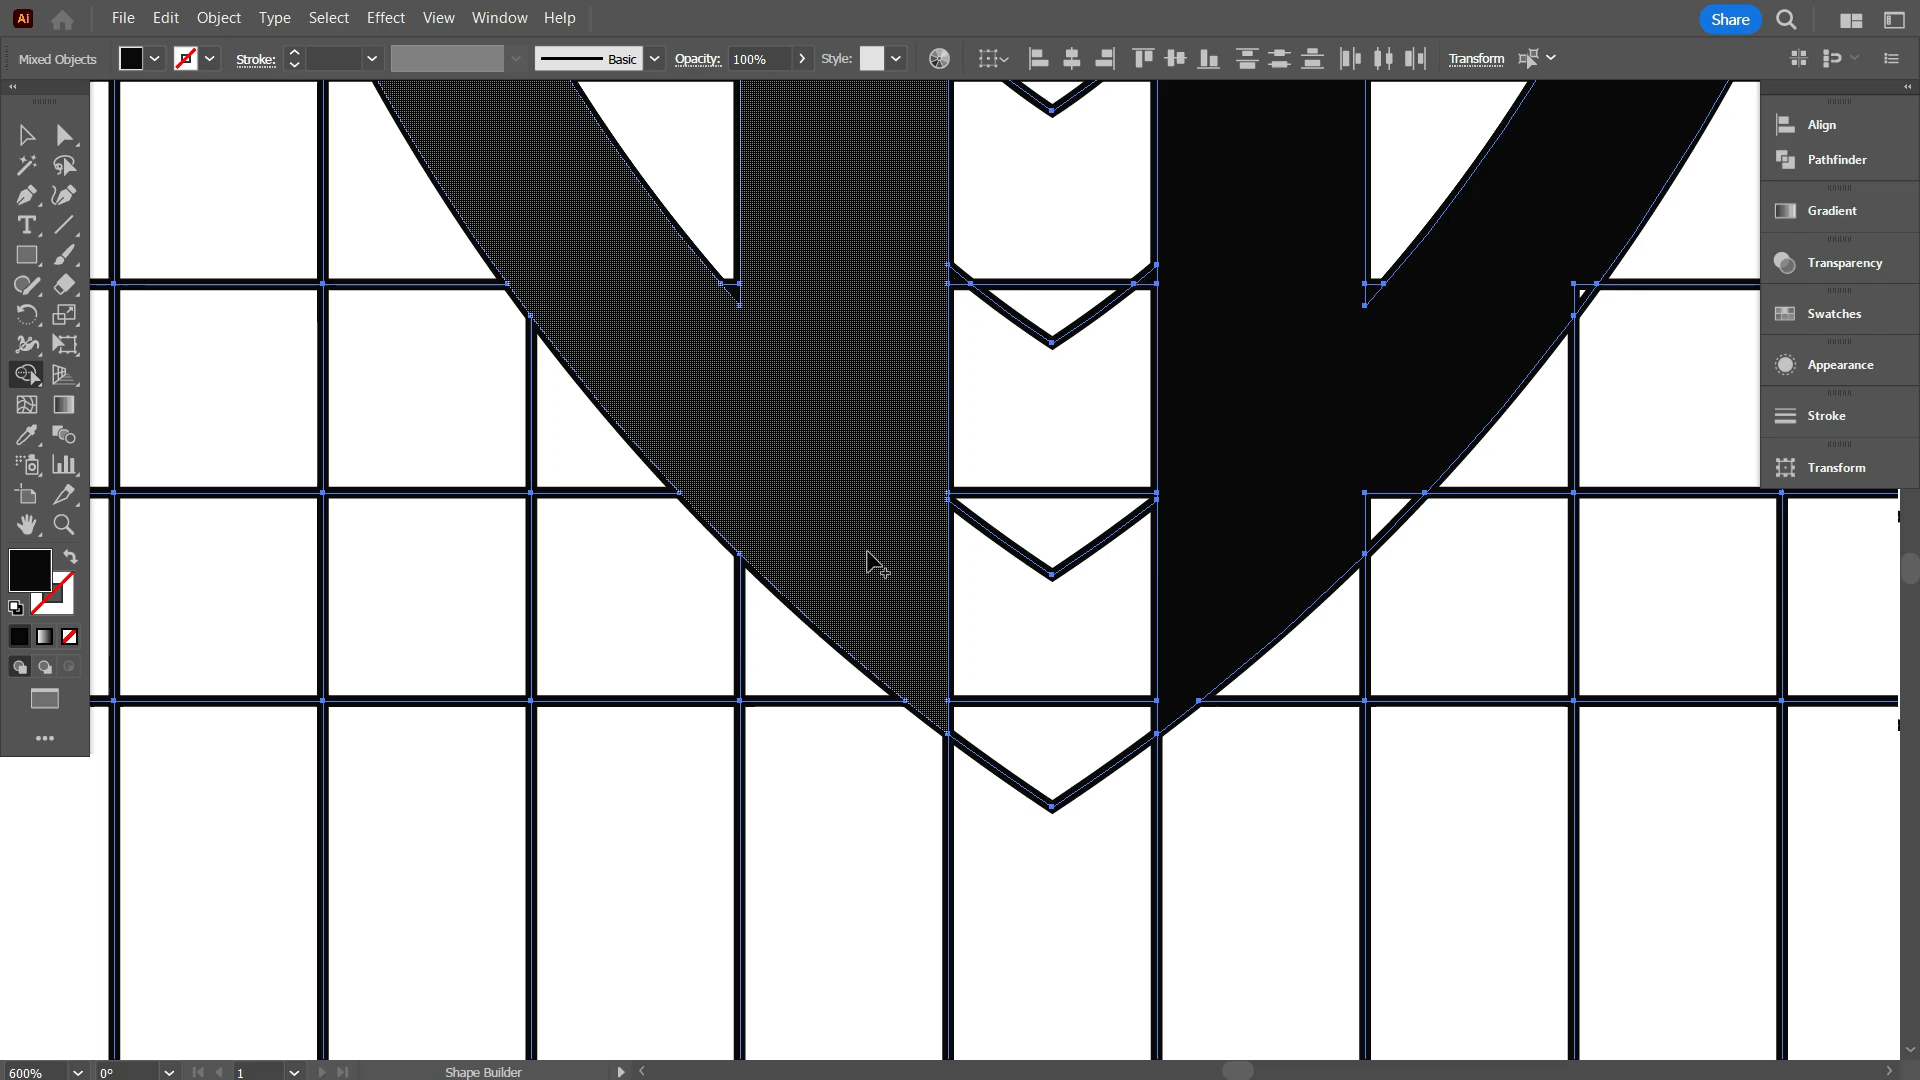 Ai File Edit Object Type Select Effect View Window Help Share
Mixed Objects Stroke: Basic Opacity: 100% Style: Transform
Align
Pathfinder
Gradient
Transparency
Swatches
Appearance
Stroke
Transform
600% 0° 1 Shape Builder